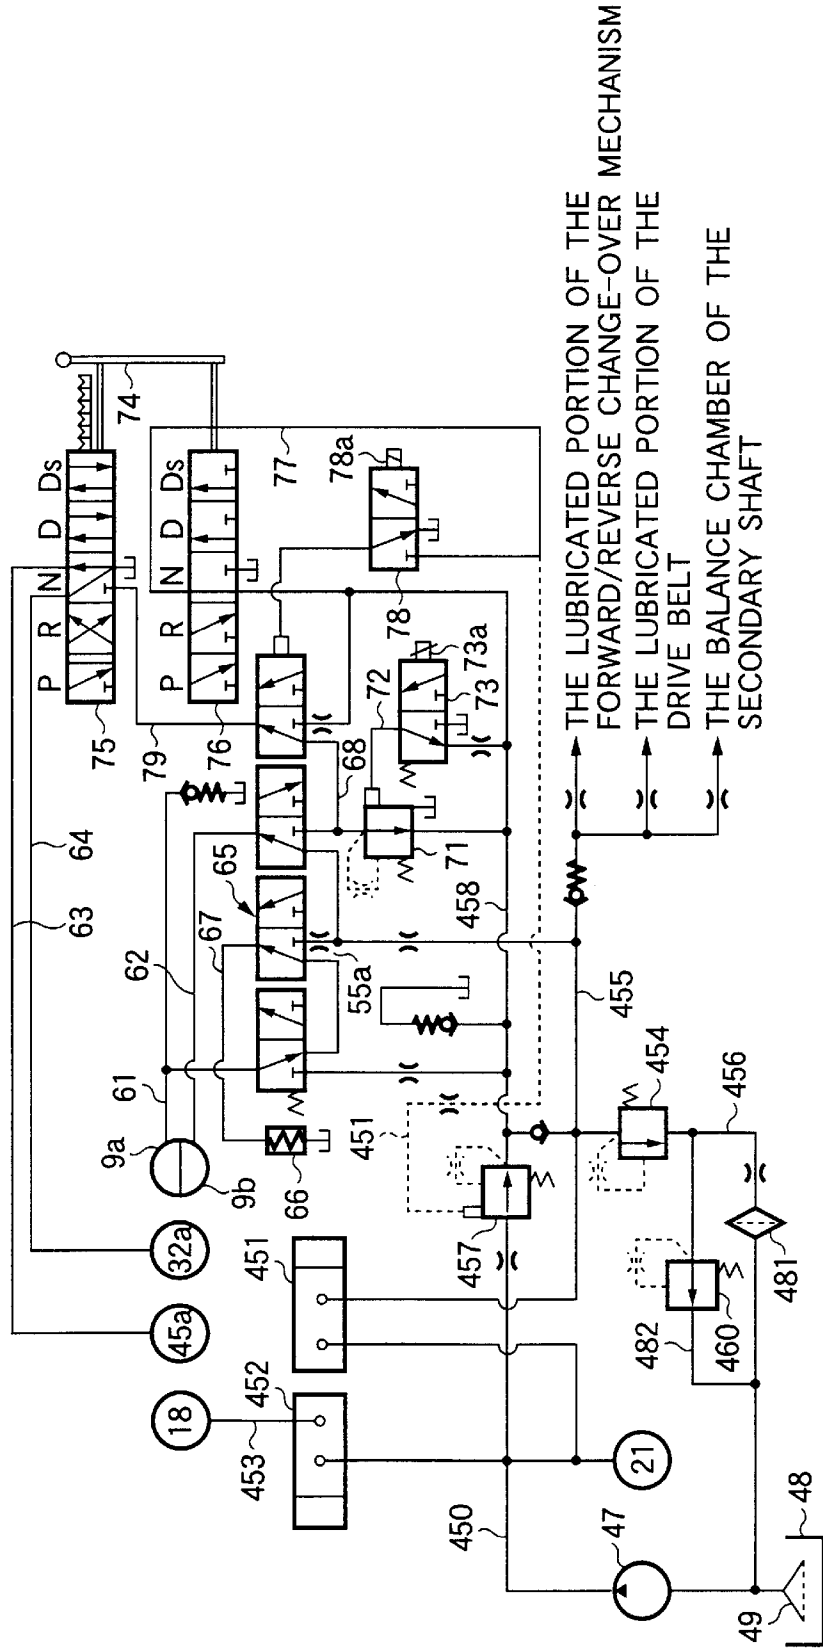 P R N D Ds
63
64
75
74
9a
61
62
79
P R N D Ds
18
45a
32a
9b
67
65
76
453
452
451
66
77
55a
68
72
78a
451
71
73
73a
78
450
457
458
THE LUBRICATED PORTION OF THE
FORWARD/REVERSE CHANGE-OVER MECHANISM
THE LUBRICATED PORTION OF THE
DRIVE BELT
THE BALANCE CHAMBER OF THE
SECONDARY SHAFT
47
21
455
454
482
456
460
481
49
48